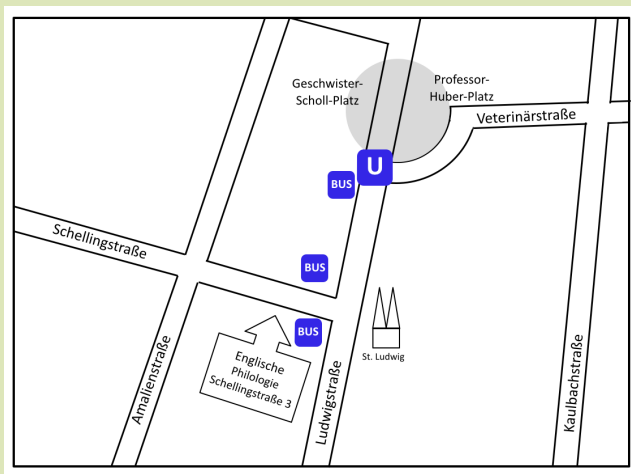 Geschwister-
Scholl-Platz
Professor-
Huber-Platz
Veterinärstraße
U
BUS
Schellingstraße
BUS
BUS
St. Ludwig
Englische
Philologie
Schellingstraße 3
Amalienstraße
Ludwigstraße
Kaulbachstraße